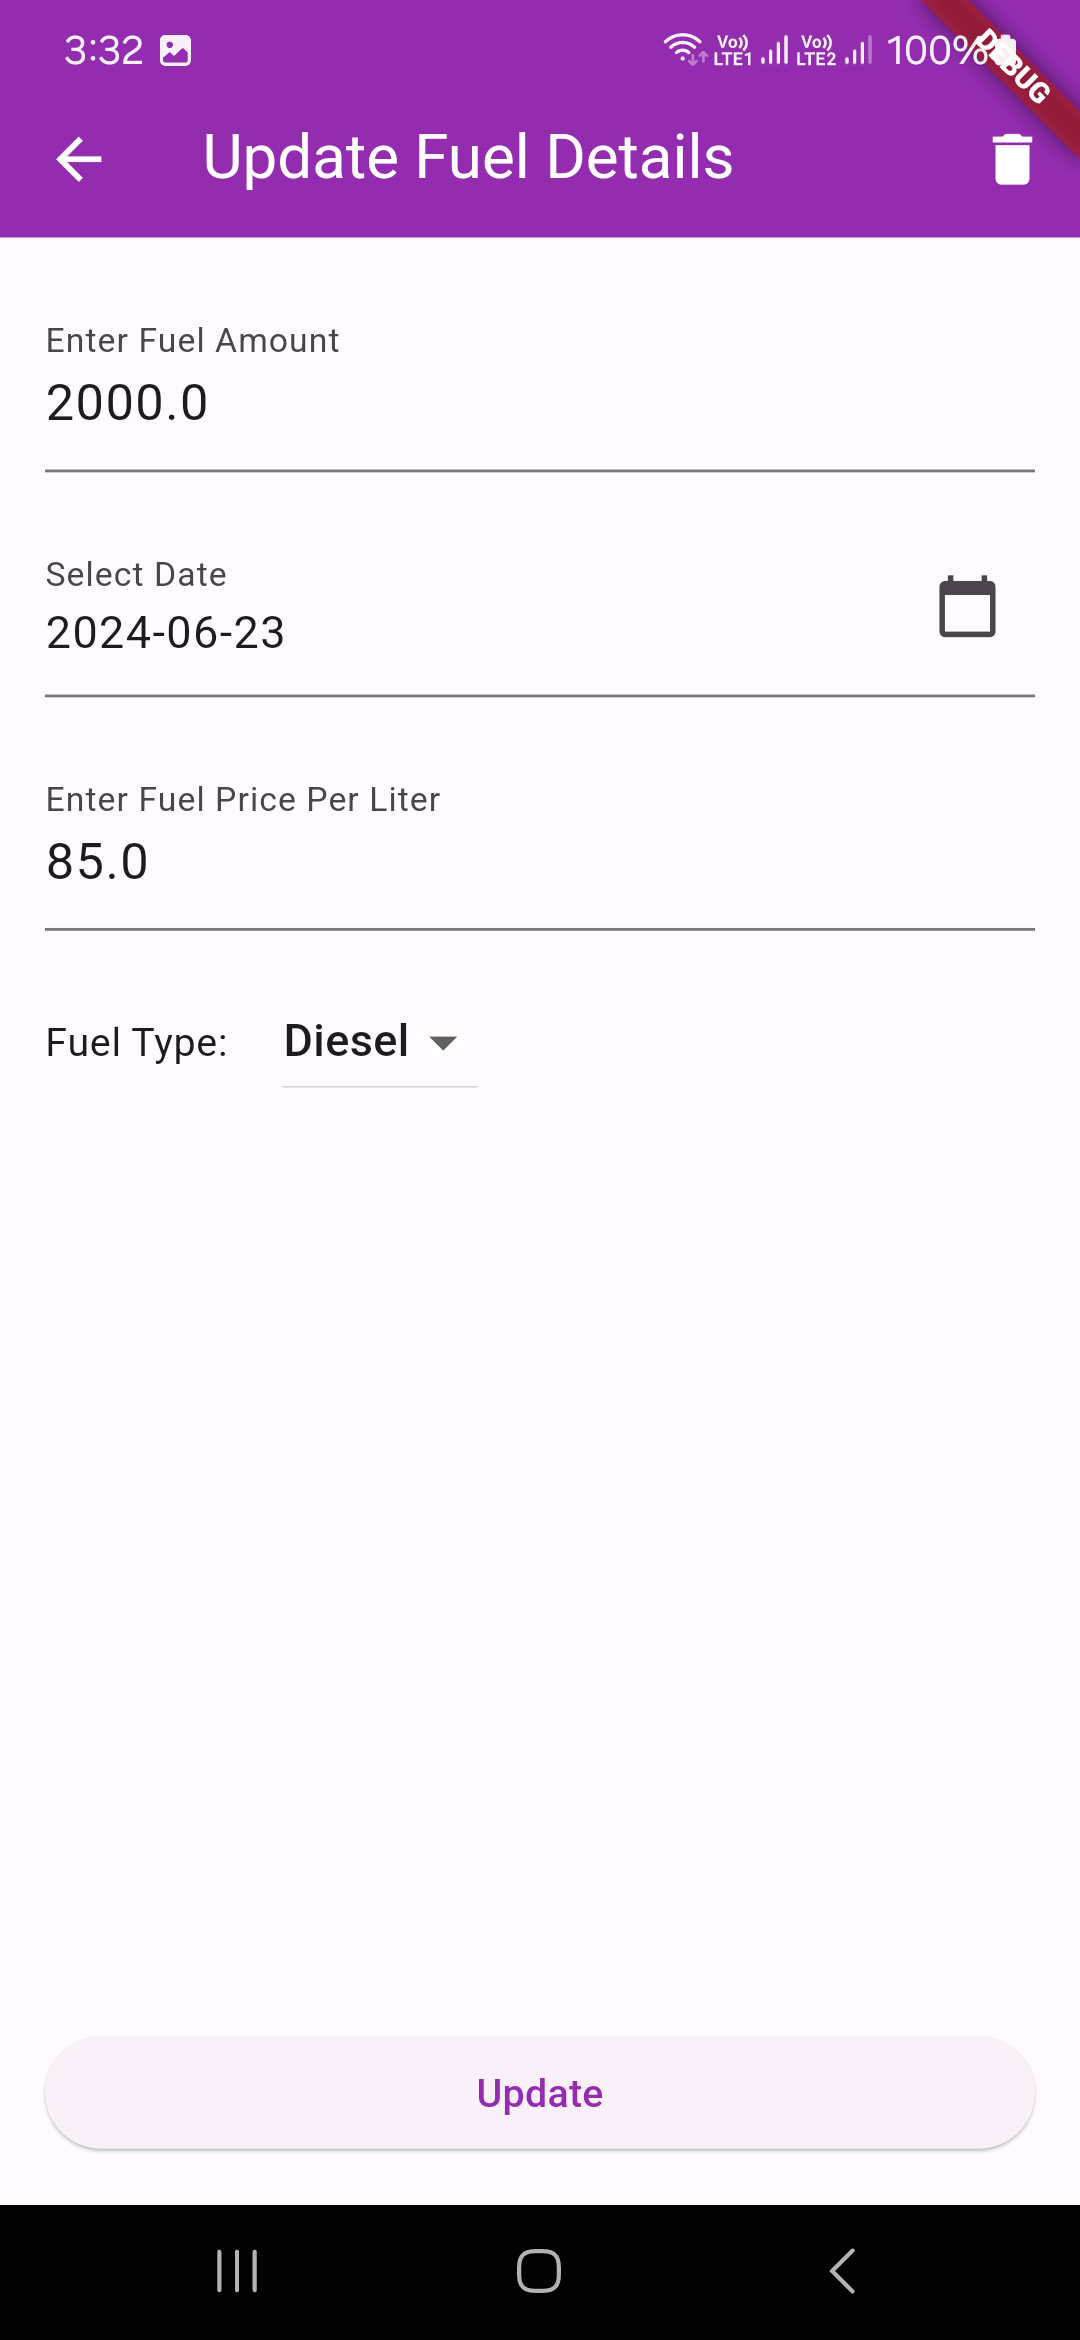 3:32
Vo)) LTE1 Vo)) LTE2 100%
DEBUG
Update Fuel Details
Enter Fuel Amount
2000.0
Select Date
2024-06-23
Enter Fuel Price Per Liter
85.0
Fuel Type: Diesel
Update